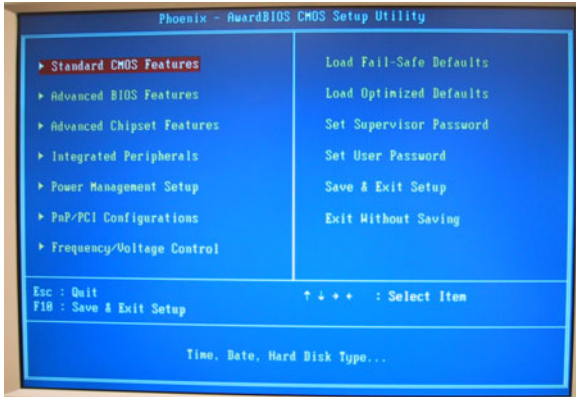 Phoenix - AwardBIOS CMOS Setup Utility
▸ Standard CMOS Features
▸ Advanced BIOS Features
▸ Advanced Chipset Features
▸ Integrated Peripherals
▸ Power Management Setup
▸ PnP/PCI Configurations
▸ Frequency/Voltage Control
Load Fail-Safe Defaults
Load Optimized Defaults
Set Supervisor Password
Set User Password
Save & Exit Setup
Exit Without Saving
Esc : Quit
F10 : Save & Exit Setup
↑ ↓ → ← : Select Item
Time, Date, Hard Disk Type...